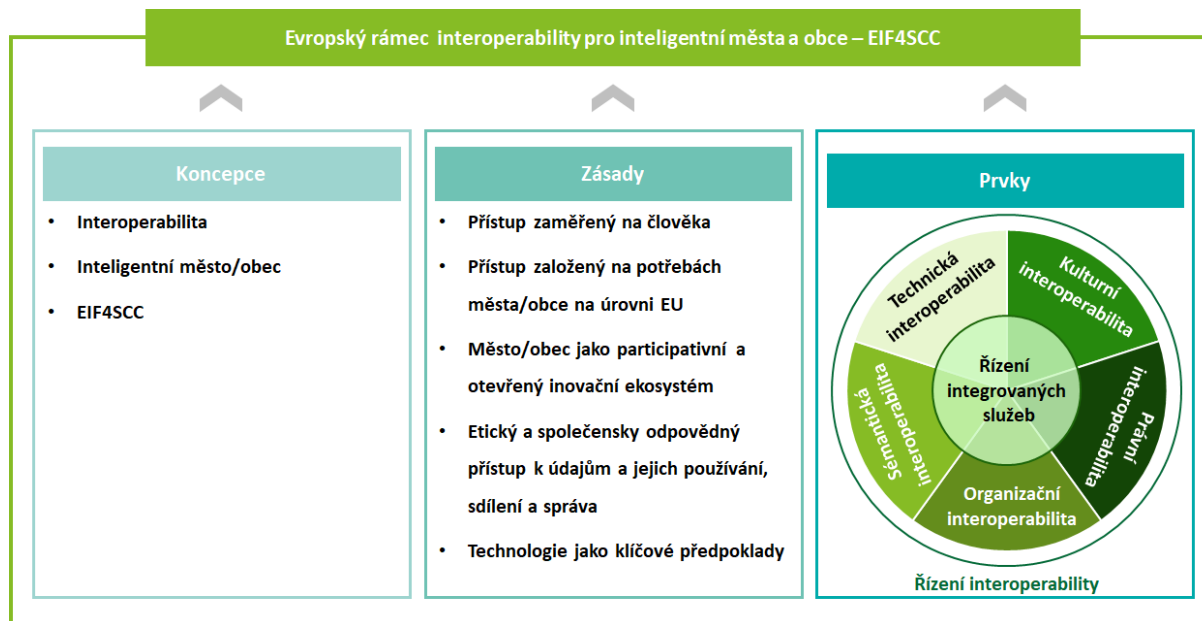 Evropský rámec interoperability pro inteligentní města a obce – EIF4SCC
Koncepce
• Interoperabilita
• Inteligentní město/obec
• EIF4SCC
Zásady
• Přístup zaměřený na člověka
• Přístup založený na potřebách
města/obce na úrovni EU
• Město/obec jako participativní a
otevřený inovační ekosystém
• Etický a společensky odpovědný
přístup k údajům a jejich používání,
sdílení a správa
• Technologie jako klíčové předpoklady
Prvky
Technická
interoperabilita
Kulturní
interoperabilita
Právní
interoperabilita
Organizační
interoperabilita
Sémantická
interoperabilita
Řízení
integrovaných
služeb
Řízení interoperability